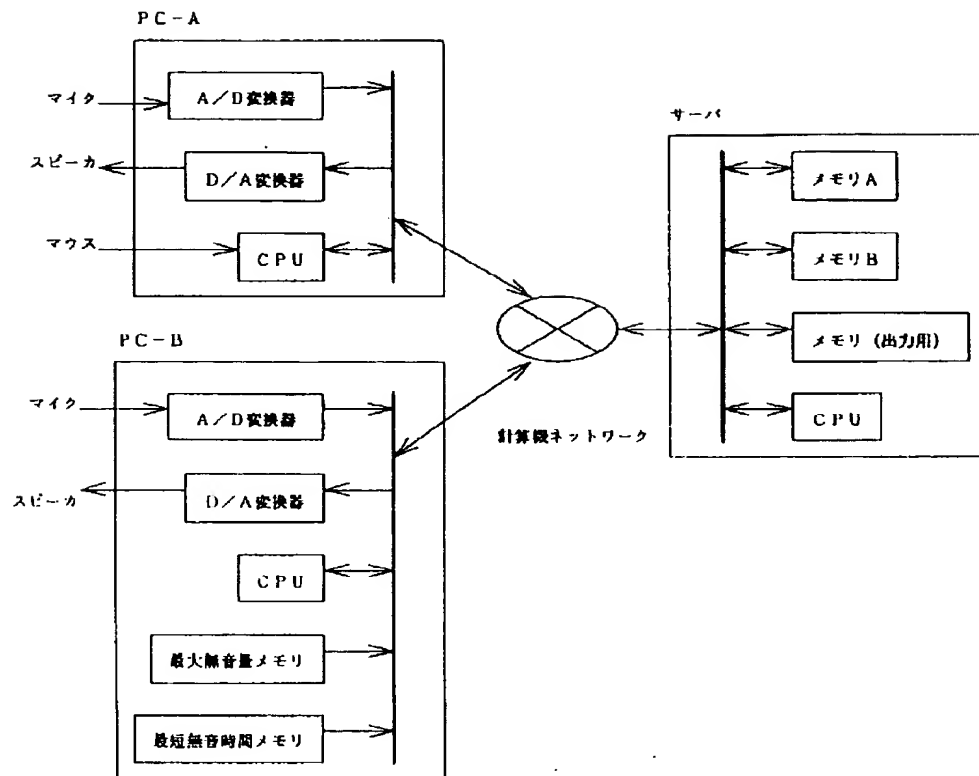 PC-A
マイク
A/D変換器
スピーカ
D/A変換器
マウス
CPU
PC-B
マイク
A/D変換器
スピーカ
D/A変換器
CPU
最大無音量メモリ
最短無音時間メモリ
計算機ネットワーク
サーバ
メモリA
メモリB
メモリ(出力用)
CPU